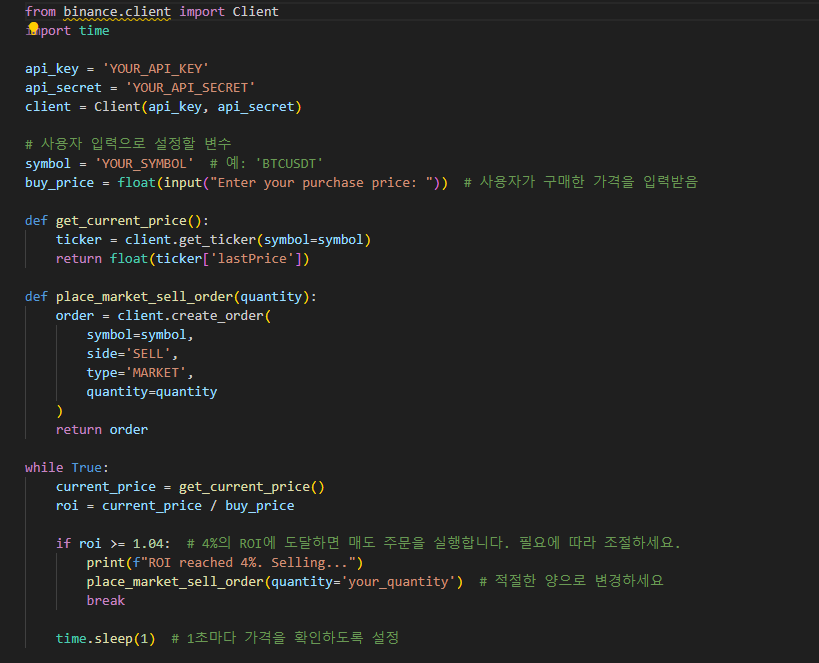 from binance.client import Client
import time
api_key = 'YOUR_API_KEY'
api_secret = 'YOUR_API_SECRET'
client = Client(api_key, api_secret)
# 사용자 입력으로 설정할 변수
symbol = 'YOUR_SYMBOL'  # 예: 'BTCUSDT'
buy_price = float(input("Enter your purchase price: "))  # 사용자가 구매한 가격을 입력받음
def get_current_price():
    ticker = client.get_ticker(symbol=symbol)
    return float(ticker['lastPrice'])
def place_market_sell_order(quantity):
    order = client.create_order(
        symbol=symbol,
        side='SELL',
        type='MARKET',
        quantity=quantity
    )
    return order
while True:
    current_price = get_current_price()
    roi = current_price / buy_price
    if roi >= 1.04:  # 4%의 ROI에 도달하면 매도 주문을 실행합니다. 필요에 따라 조절하세요.
        print(f"ROI reached 4%. Selling...")
        place_market_sell_order(quantity='your_quantity')  # 적절한 양으로 변경하세요
        break
    time.sleep(1)  # 1초마다 가격을 확인하도록 설정